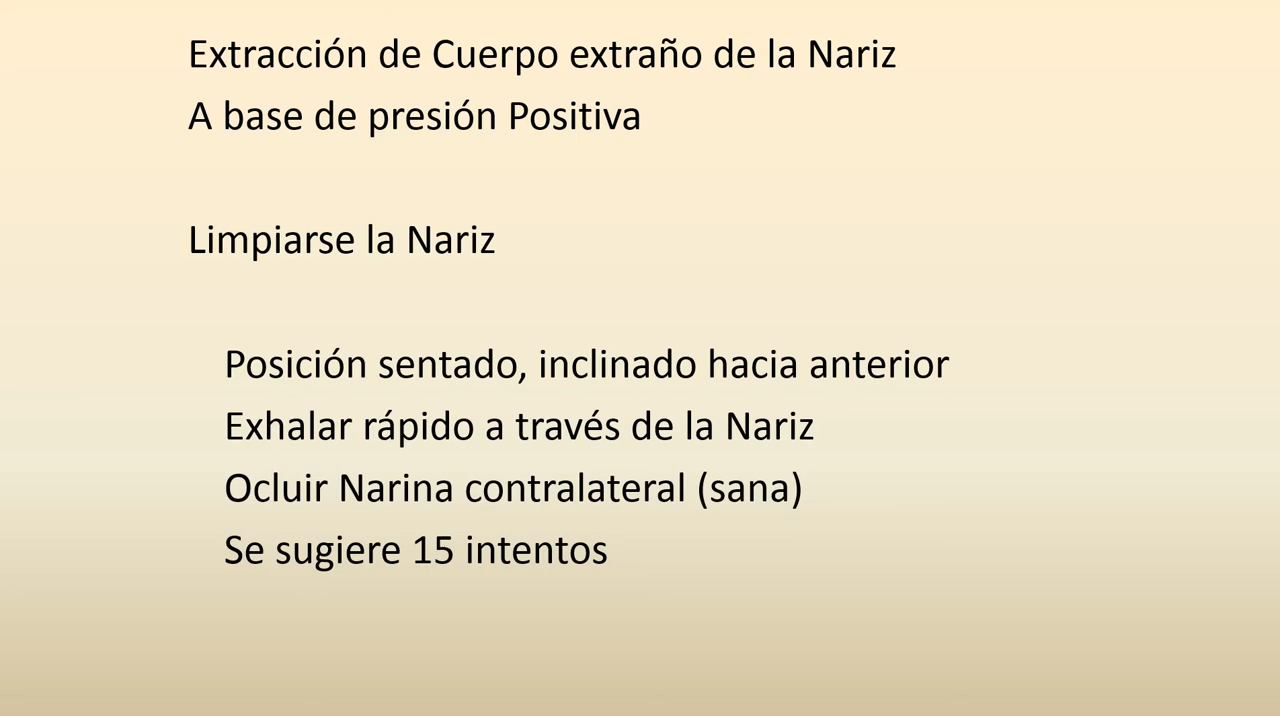 Extracción de Cuerpo extraño de la Nariz
A base de presión Positiva
Limpiarse la Nariz
Posición sentado, inclinado hacia anterior
Exhalar rápido a través de la Nariz
Ocluir Narina contralateral (sana)
Se sugiere 15 intentos